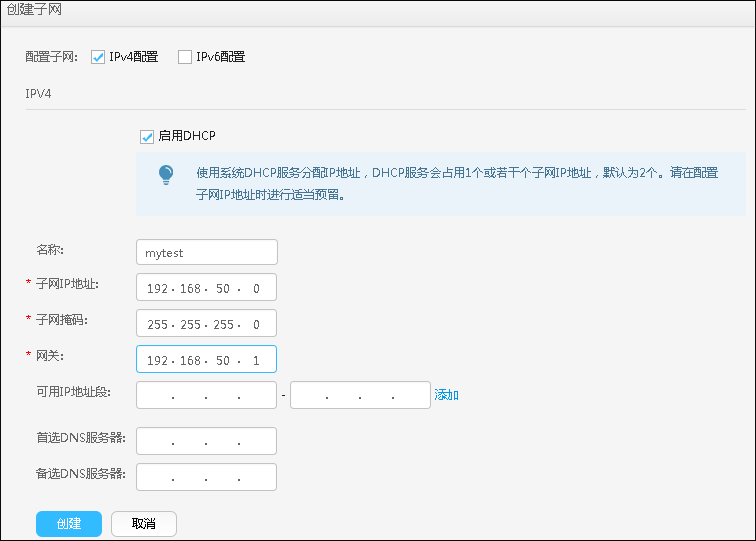 创建子网
配置子网: IPv4配置 IPv6配置
IPV4
启用DHCP
使用系统DHCP服务分配IP地址，DHCP服务会占用1个或若干个子网IP地址，默认为2个。请在配置
子网IP地址时进行适当预留。
名称: mytest
* 子网IP地址: 192 . 168 . 50 . 0
* 子网掩码: 255 . 255 . 255 . 0
* 网关: 192 . 168 . 50 . 1
可用IP地址段: . . . - . . . 添加
首选DNS服务器: . . .
备选DNS服务器: . . .
创建 取消